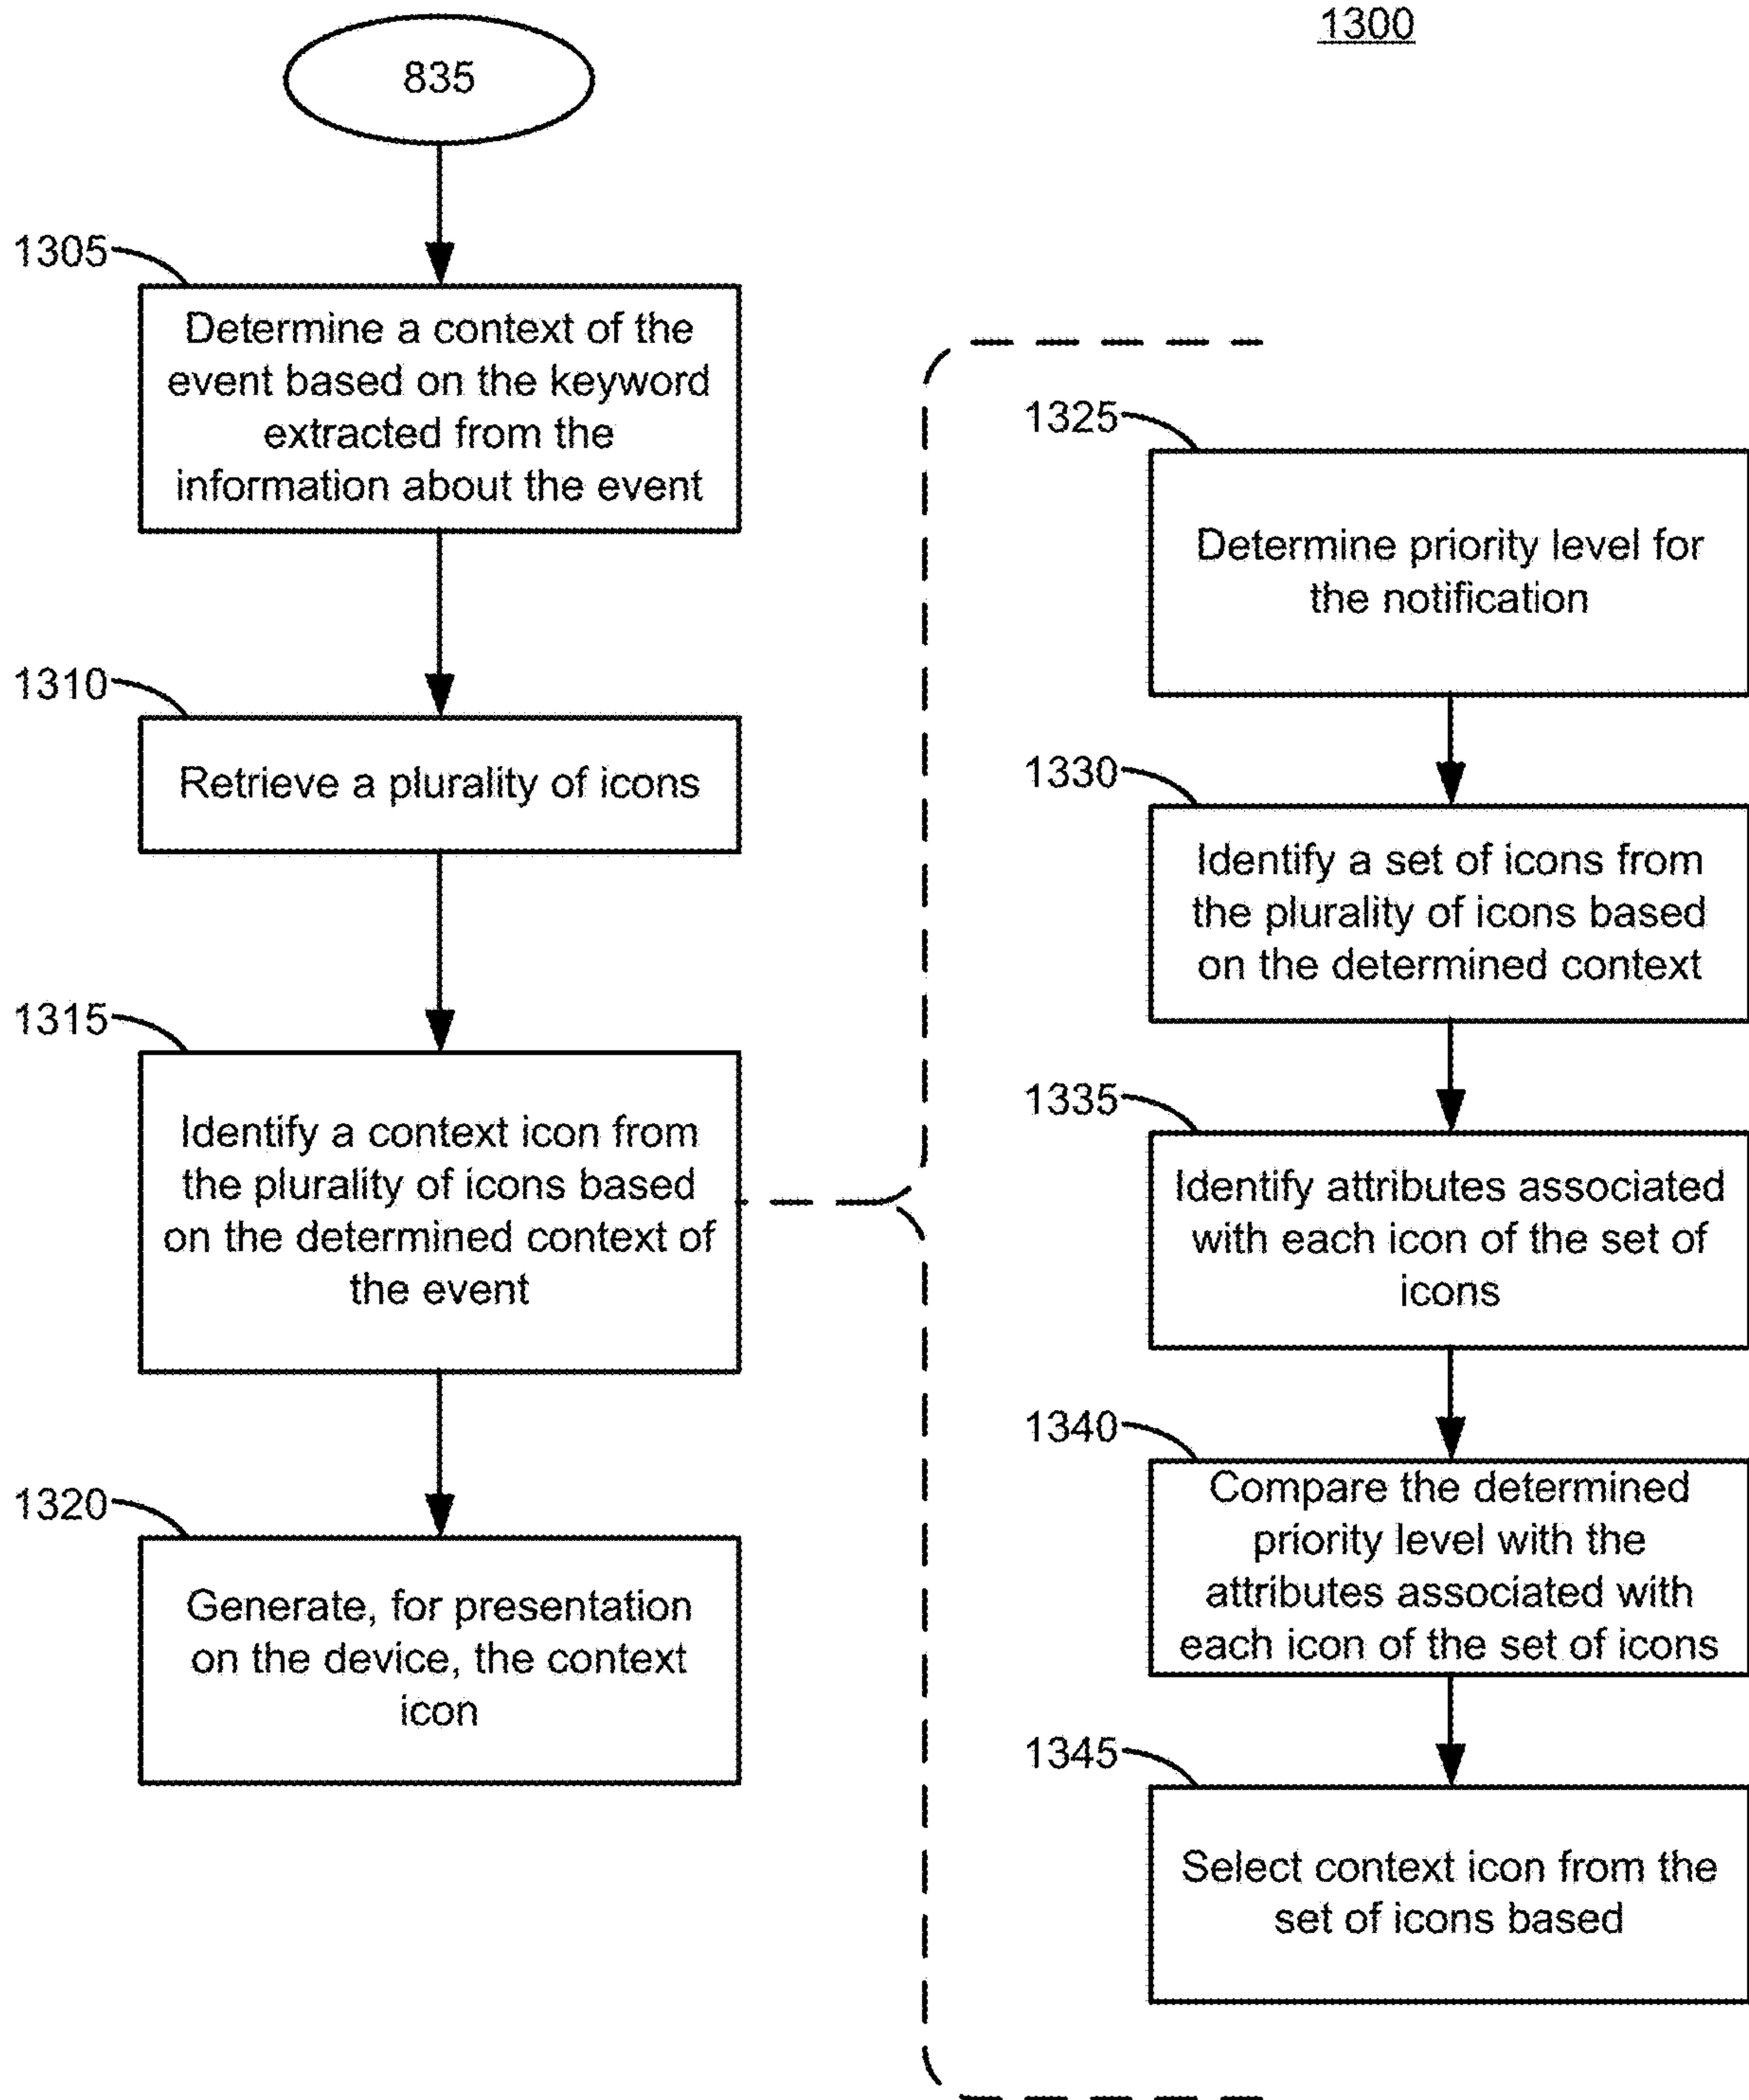 1300
835
1305
Determine a context of the
event based on the keyword
extracted from the
information about the event
1310
Retrieve a plurality of icons
1315
Identify a context icon from
the plurality of icons based
on the determined context of
the event
1320
Generate, for presentation
on the device, the context
icon
1325
Determine priority level for
the notification
1330
Identify a set of icons from
the plurality of icons based
on the determined context
1335
Identify attributes associated
with each icon of the set of
icons
1340
Compare the determined
priority level with the
attributes associated with
each icon of the set of icons
1345
Select context icon from the
set of icons based